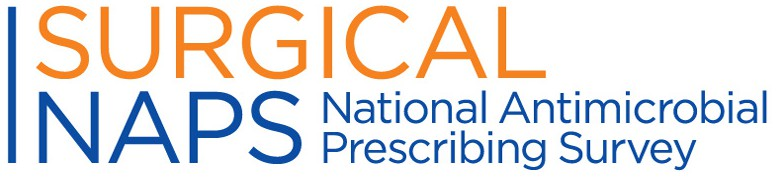 SURGICAL
NAPS National Antimicrobial
Prescribing Survey